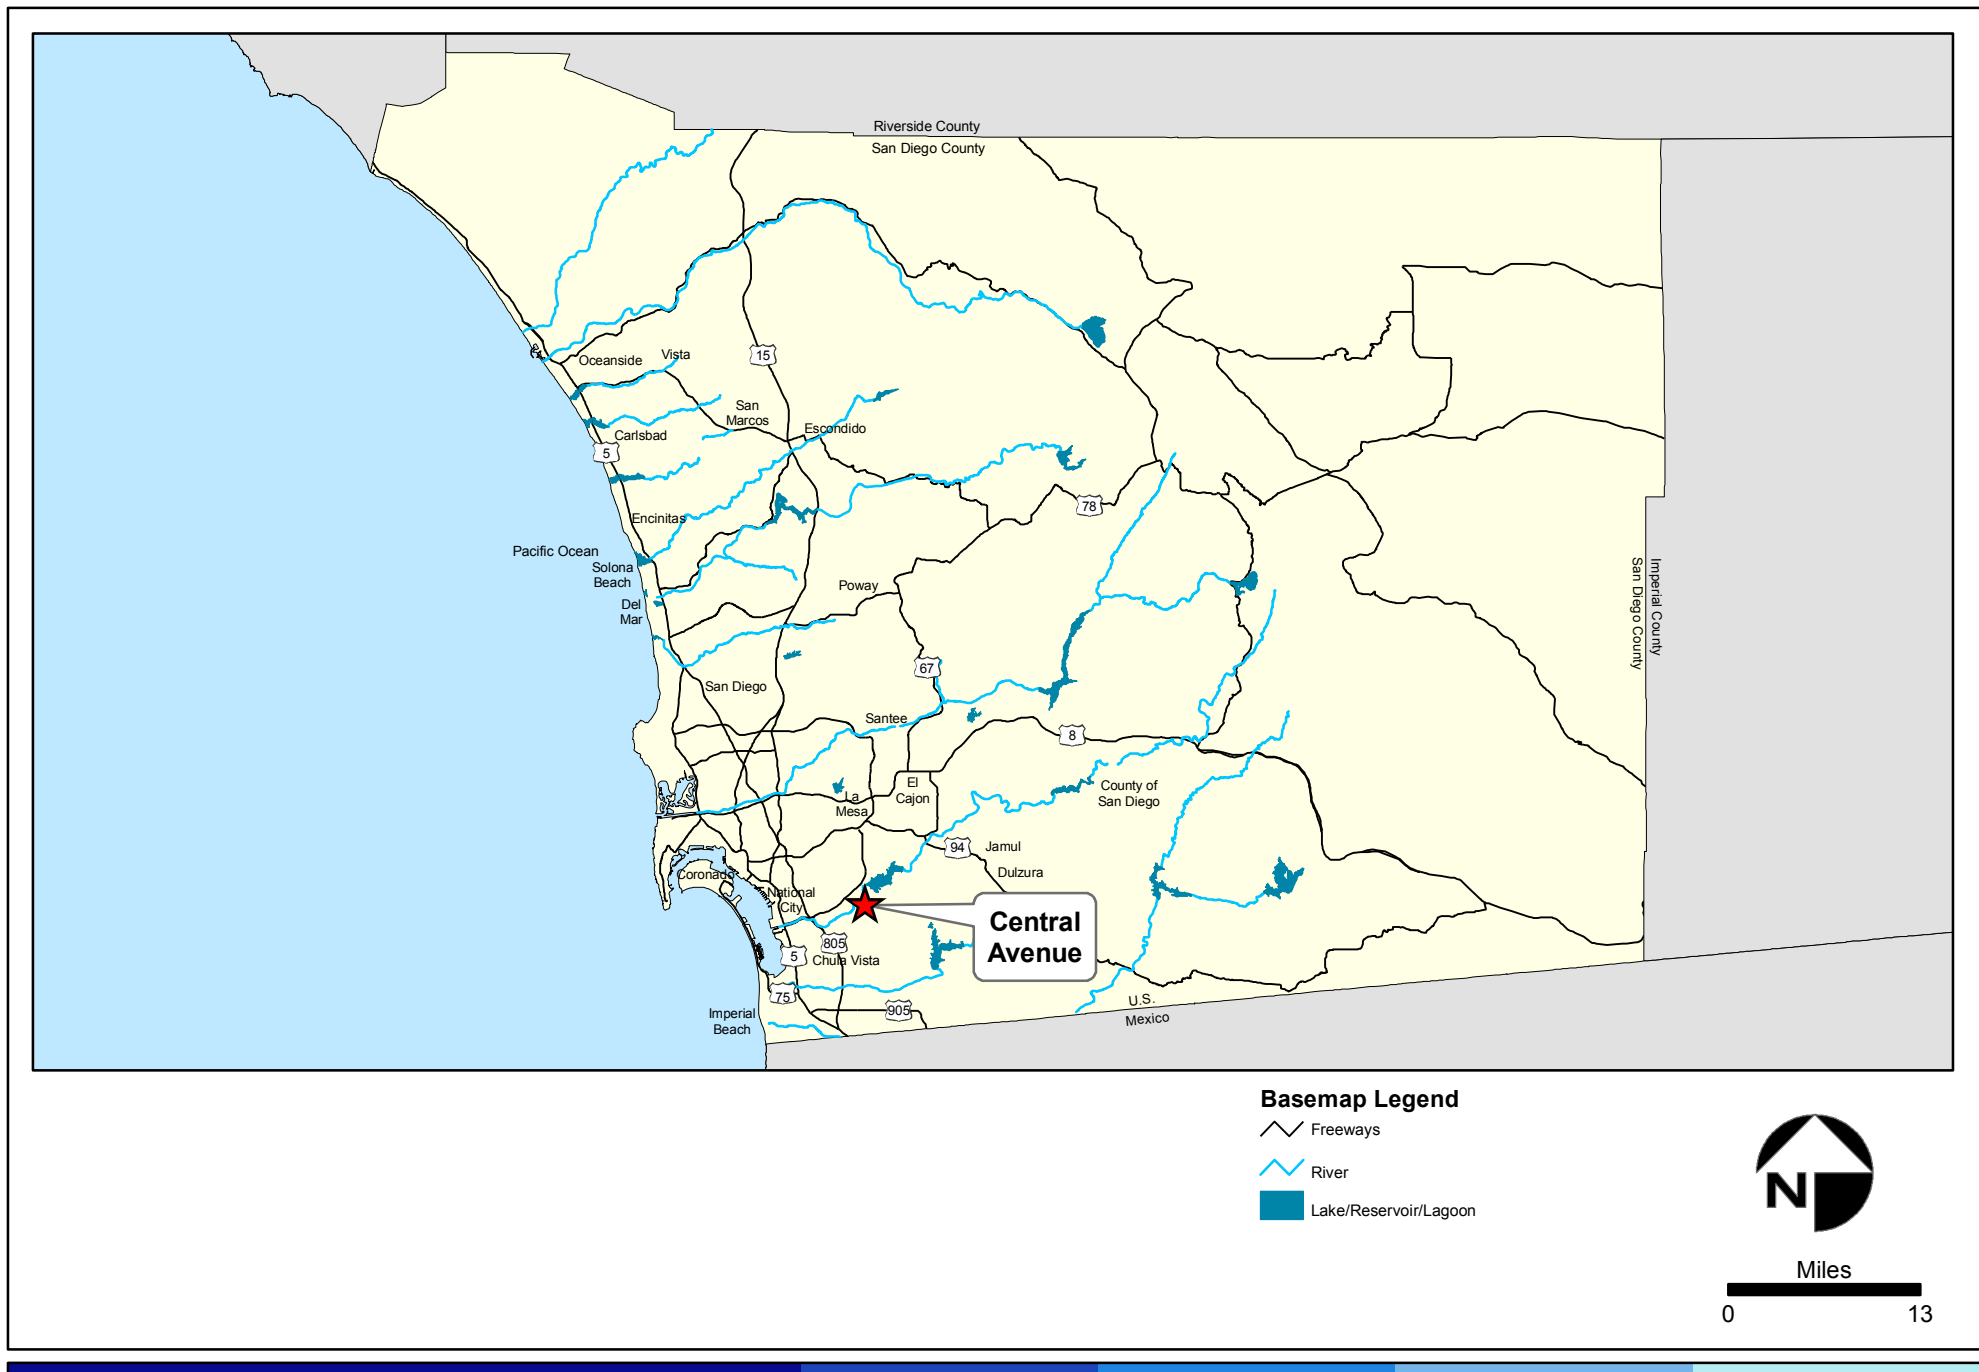 Riverside County
San Diego County
Oceanside
Vista
15
San
Marcos
Escondido
Carlsbad
5
78
Encinitas
Pacific Ocean
Solona
Beach
Del
Mar
Poway
Imperial County
San Diego County
67
San Diego
Santee
8
El
Cajon
La
Mesa
County of
San Diego
94
Jamul
Dulzura
Coronado
National
City
Central
Avenue
805
5
Chula Vista
75
905
Imperial
Beach
U.S.
Mexico
Basemap Legend
Freeways
River
Lake/Reservoir/Lagoon
N
Miles
0
13